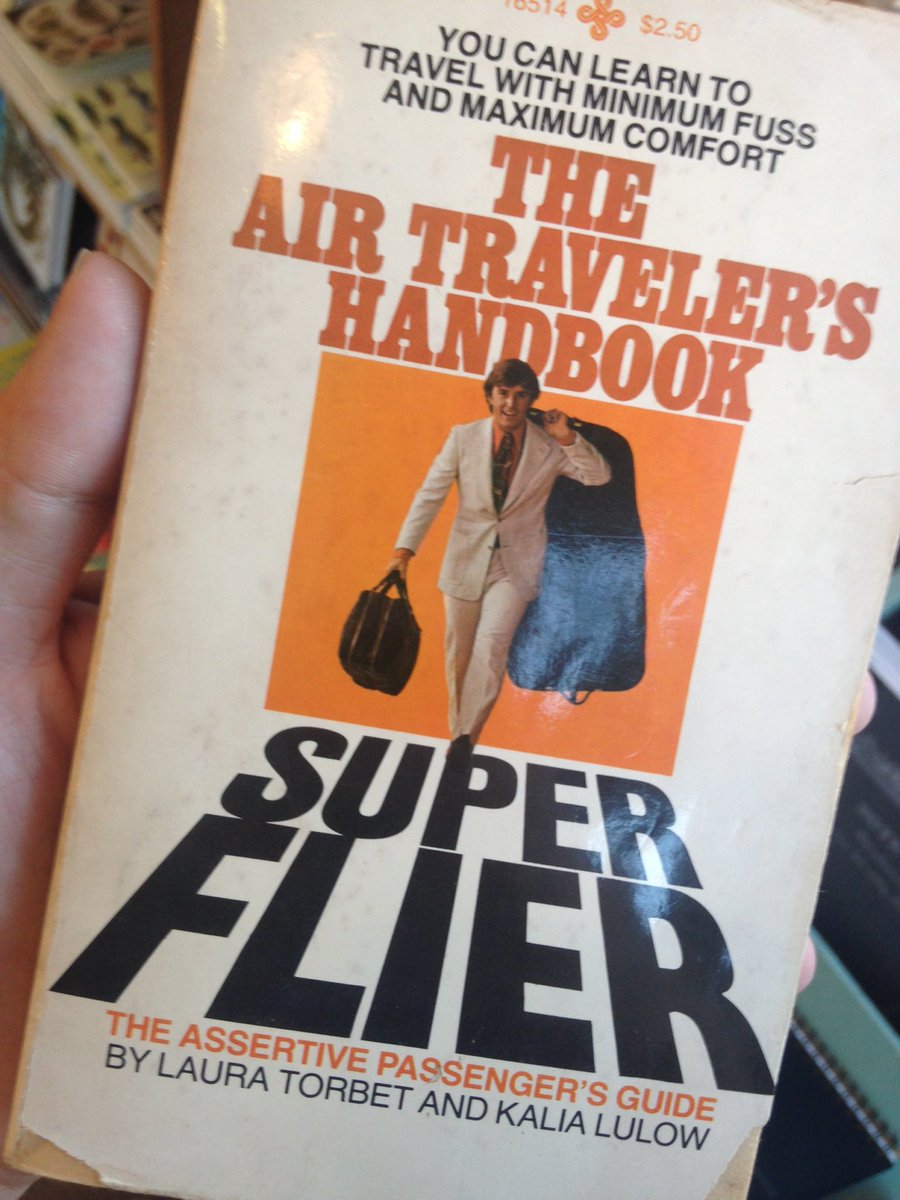 16514 $2.50
YOU CAN LEARN TO
TRAVEL WITH MINIMUM FUSS
AND MAXIMUM COMFORT
THE
AIR TRAVELER'S
HANDBOOK
SUPER
FLIER
THE ASSERTIVE PASSENGER'S GUIDE
BY LAURA TORBET AND KALIA LULOW